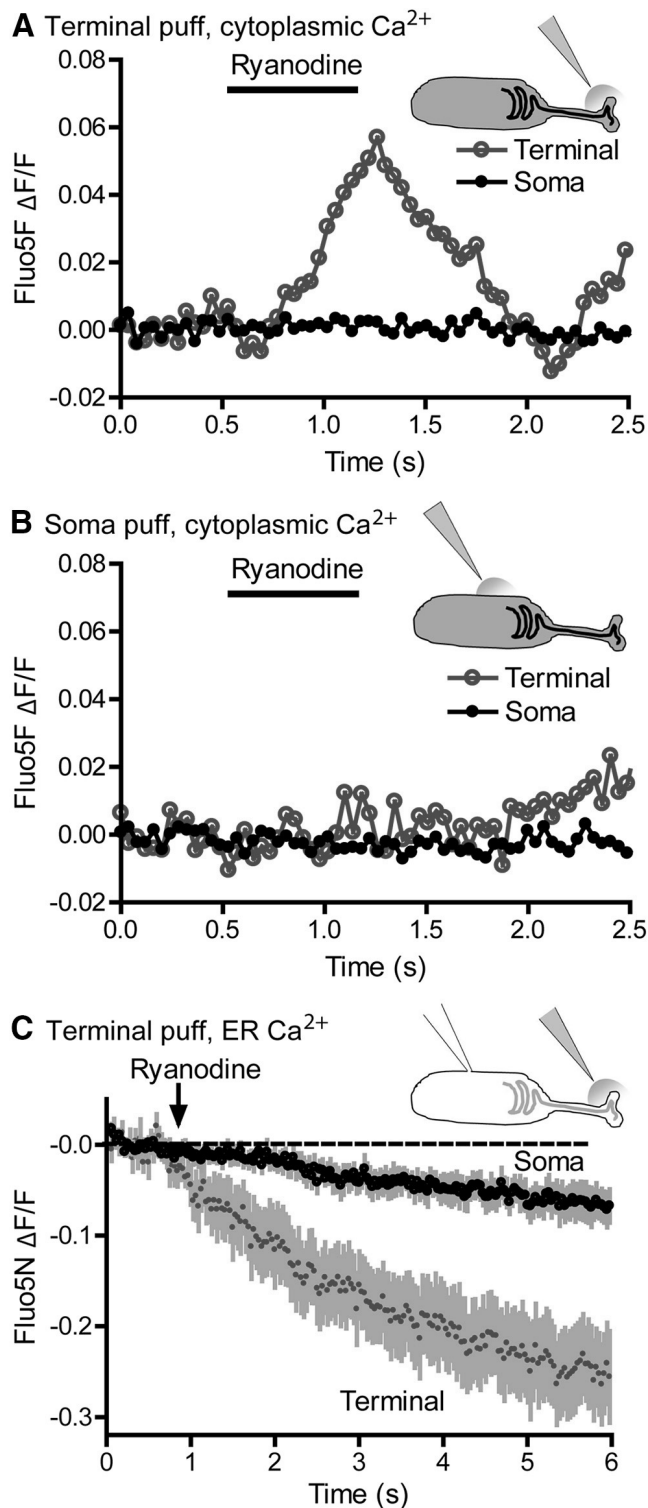 A Terminal puff, cytoplasmic Ca²⁺
0.08
0.06
0.04
0.02
0.00
-0.02
Fluo5F ΔF/F
Ryanodine
Terminal
Soma
0.0 0.5 1.0 1.5 2.0 2.5
Time (s)
B Soma puff, cytoplasmic Ca²⁺
0.08
0.06
0.04
0.02
0.00
-0.02
Fluo5F ΔF/F
Ryanodine
Terminal
Soma
0.0 0.5 1.0 1.5 2.0 2.5
Time (s)
C Terminal puff, ER Ca²⁺
Ryanodine
-0.0
-0.1
-0.2
-0.3
Fluo5N ΔF/F
Soma
Terminal
0 1 2 3 4 5 6
Time (s)